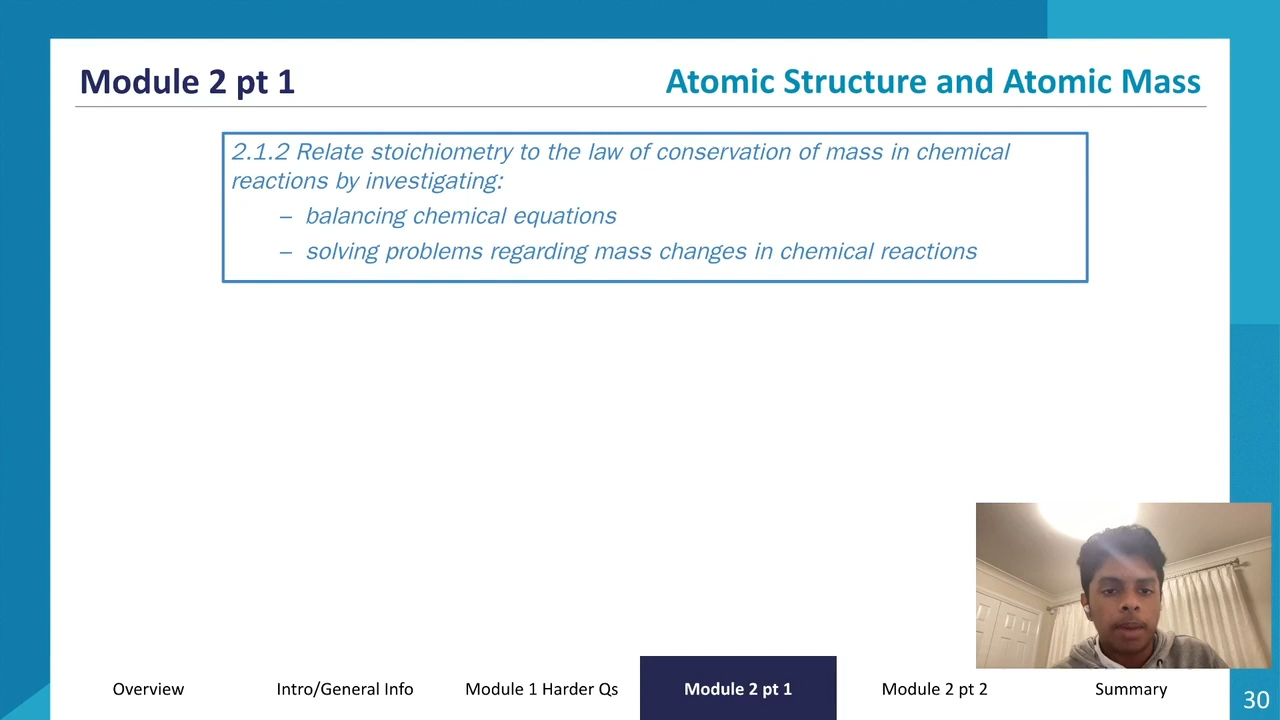 Module 2 pt 1
Atomic Structure and Atomic Mass
2.1.2 Relate stoichiometry to the law of conservation of mass in chemical
reactions by investigating:
– balancing chemical equations
– solving problems regarding mass changes in chemical reactions
Overview
Intro/General Info
Module 1 Harder Qs
Module 2 pt 1
Module 2 pt 2
Summary
30